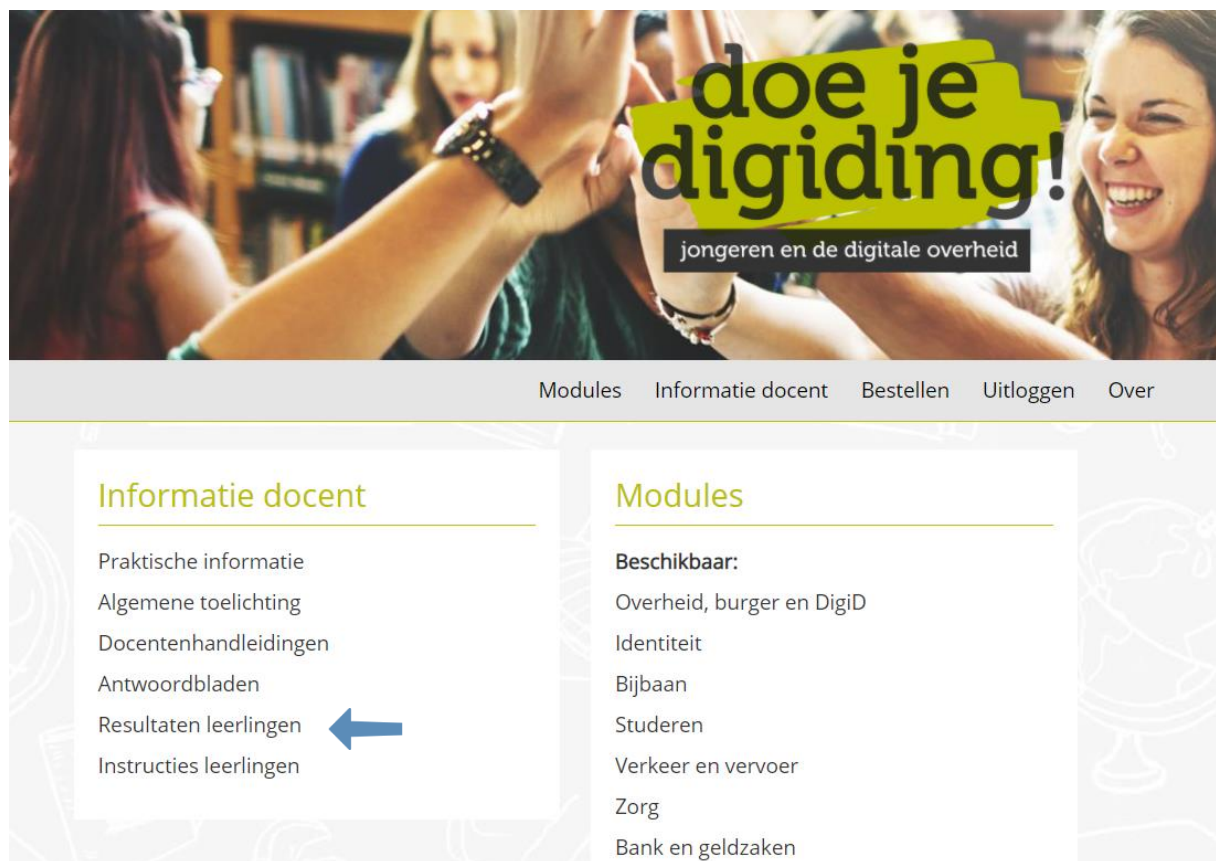 doe je
digiding!
jongeren en de digitale overheid
Modules Informatie docent Bestellen Uitloggen Over
Informatie docent
Praktische informatie
Algemene toelichting
Docentenhandleidingen
Antwoordbladen
Resultaten leerlingen
Instructies leerlingen
Modules
Beschikbaar:
Overheid, burger en DigiD
Identiteit
Bijbaan
Studeren
Verkeer en vervoer
Zorg
Bank en geldzaken